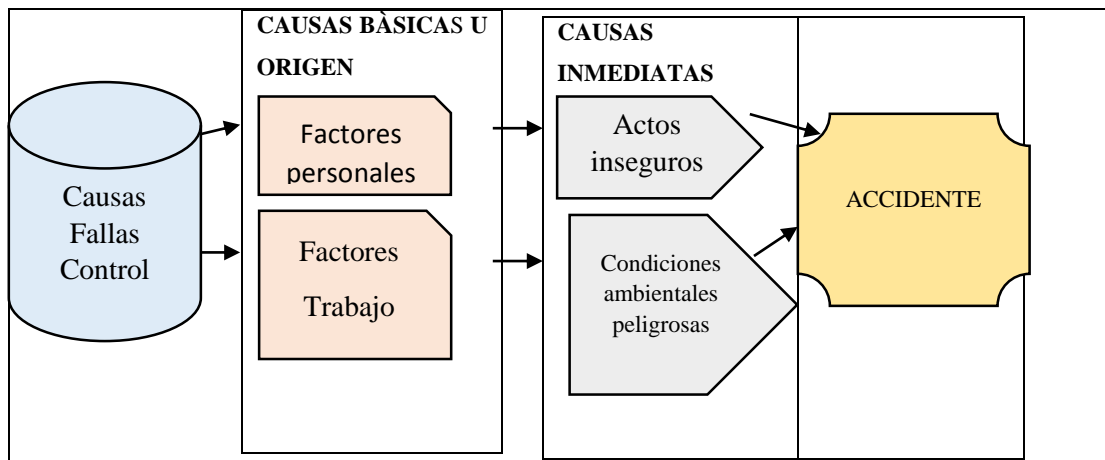 CAUSAS BÀSICAS U
ORIGEN
CAUSAS
INMEDIATAS
Causas
Fallas
Control
Factores
personales
Factores
Trabajo
Actos
inseguros
Condiciones
ambientales
peligrosas
ACCIDENTE